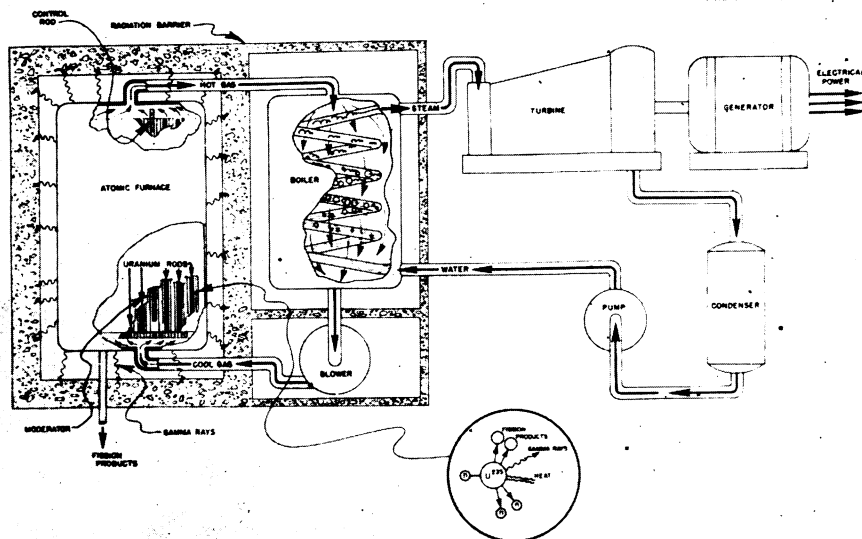 CONTROL
ROD
RADIATION BARRIER
HOT GAS
STEAM
TURBINE
GENERATOR
ELECTRICAL
POWER
BOILER
ATOMIC FURNACE
URANIUM RODS
WATER
PUMP
CONDENSER
COOL GAS
BLOWER
MODERATOR
GAMMA RAYS
FISSION
PRODUCTS
FISSION
PRODUCTS
GAMMA RAYS
U235
HEAT
n
n
n